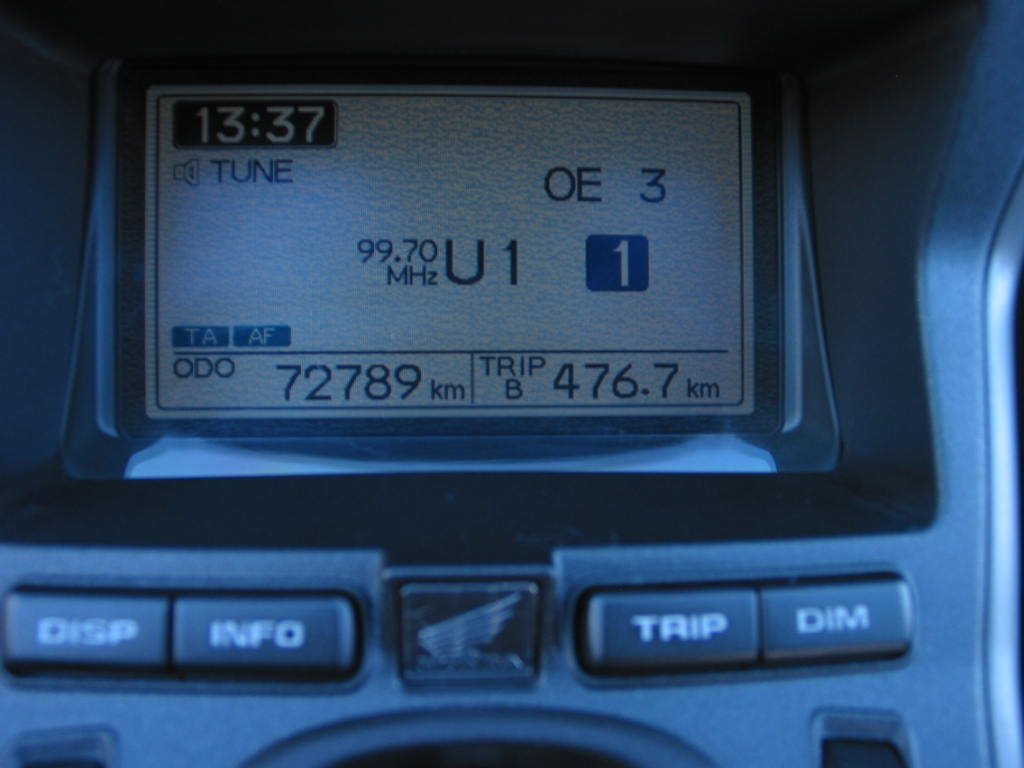 13:37
TUNE
OE 3
99.70 MHz U 1 1
TA AF
ODO 72789 km TRIP B 476.7 km
DISP INFO TRIP DIM